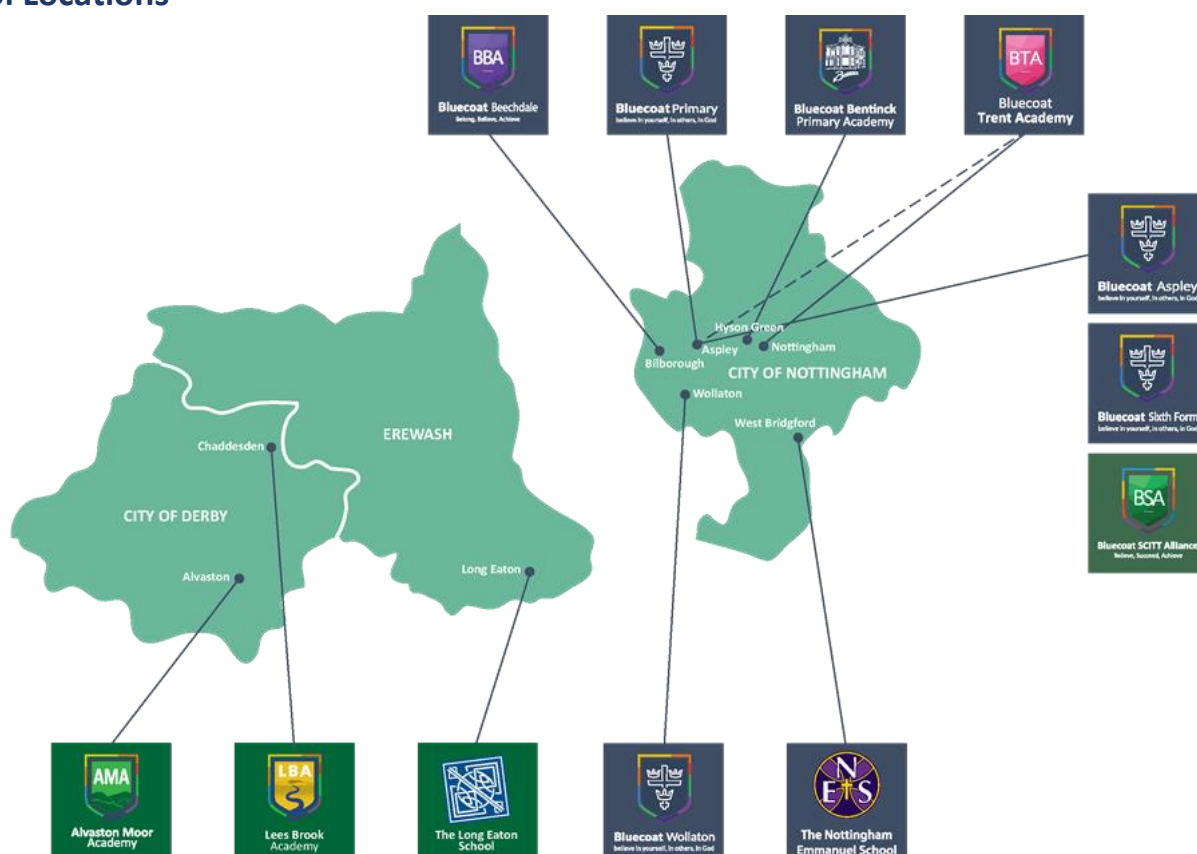 Locations
BBA
Bluecoat Beechdale
Belong, Believe, Achieve
Bluecoat Primary
believe in yourself, in others, in God
Bluecoat Bentinck
Primary Academy
BTA
Bluecoat
Trent Academy
Bluecoat Aspley
believe in yourself, in others, in God
Bluecoat Sixth Form
believe in yourself, in others, in God
BSA
Bluecoat SCITT Alliance
Believe, Succeed, Achieve
Hyson Green
Aspley
Nottingham
Bilborough
CITY OF NOTTINGHAM
Wollaton
West Bridgford
EREWASH
Chaddesden
CITY OF DERBY
Alvaston
Long Eaton
AMA
Alvaston Moor
Academy
LBA
Lees Brook
Academy
The Long Eaton
School
Bluecoat Wollaton
believe in yourself, in others, in God
N
E S
The Nottingham
Emmanuel School